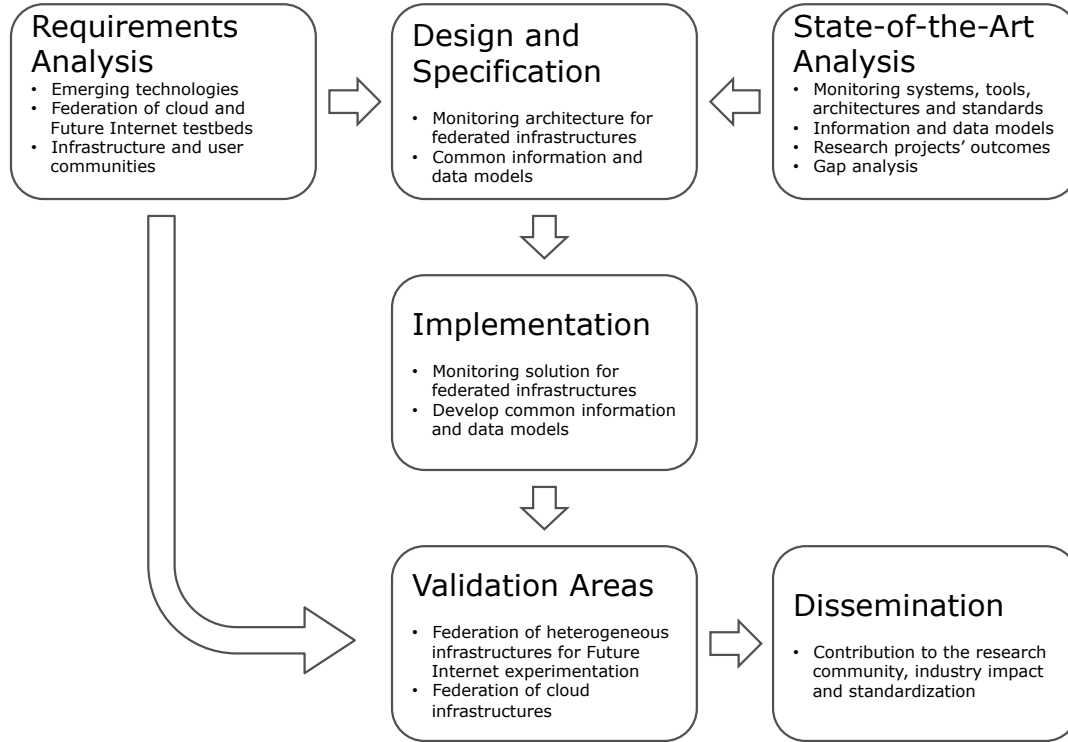 Requirements
Analysis
• Emerging technologies
• Federation of cloud and
Future Internet testbeds
• Infrastructure and user
communities
Design and
Specification
• Monitoring architecture for
federated infrastructures
• Common information and
data models
State-of-the-Art
Analysis
• Monitoring systems, tools,
architectures and standards
• Information and data models
• Research projects’ outcomes
• Gap analysis
Implementation
• Monitoring solution for
federated infrastructures
• Develop common information
and data models
Validation Areas
• Federation of heterogeneous
infrastructures for Future
Internet experimentation
• Federation of cloud
infrastructures
Dissemination
• Contribution to the research
community, industry impact
and standardization